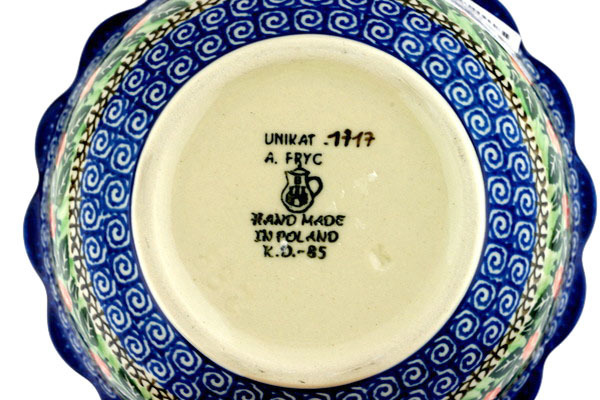 UNIKAT -1717
A. FRYC
HAND MADE
IN POLAND
K.D.-85